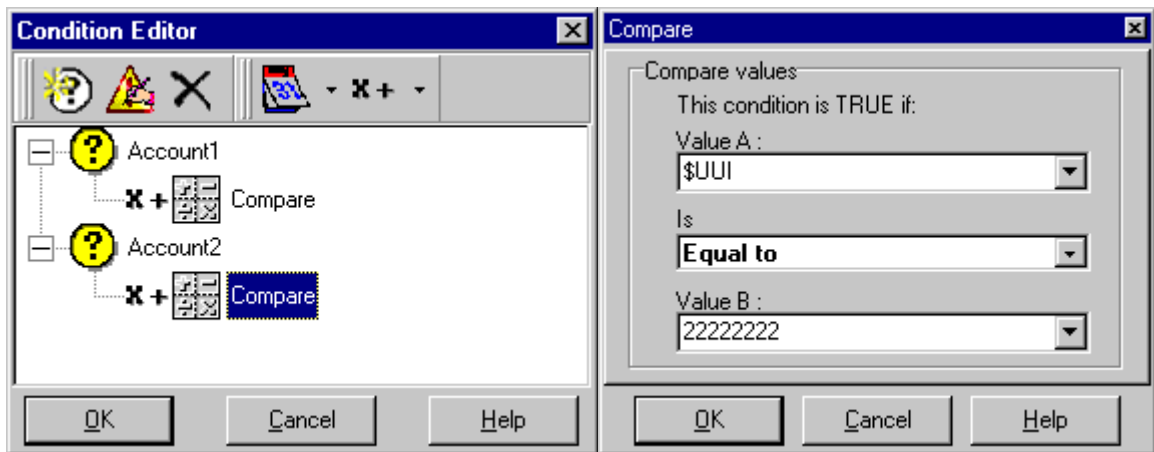 Condition Editor
Account1
Compare
Account2
Compare
OK
Cancel
Help
Compare
Compare values
This condition is TRUE if:
Value A :
$UUI
Is
Equal to
Value B :
22222222
OK
Cancel
Help